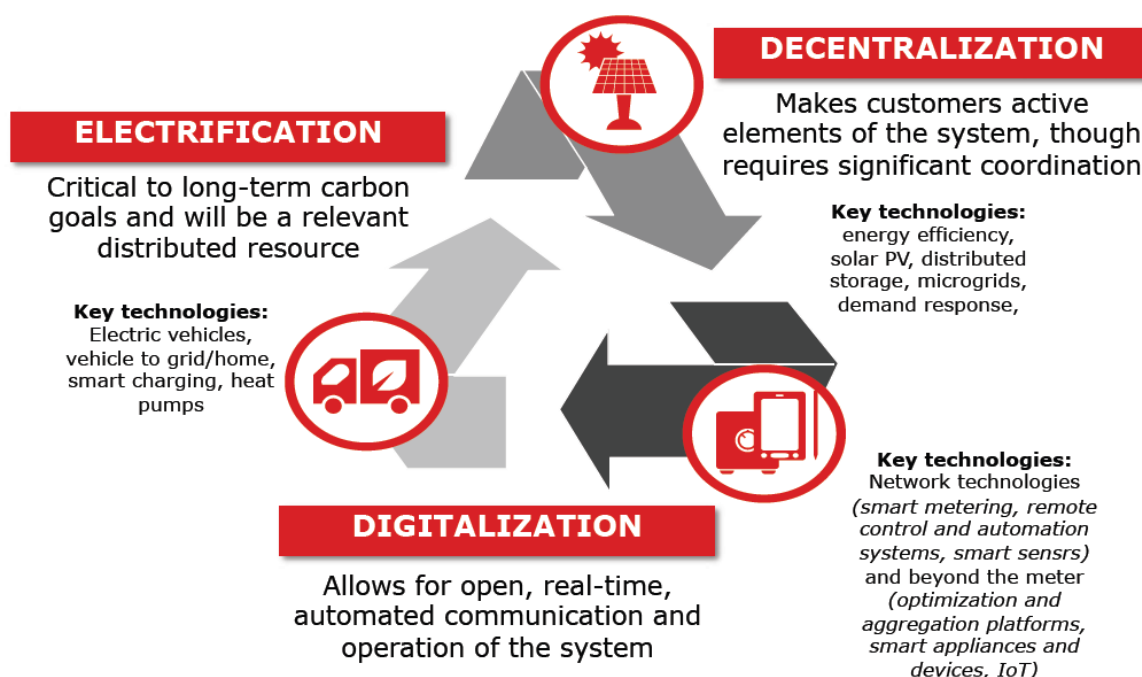 DECENTRALIZATION
Makes customers active
elements of the system, though
requires significant coordination
Key technologies:
energy efficiency,
solar PV, distributed
storage, microgrids,
demand response,
ELECTRIFICATION
Critical to long-term carbon
goals and will be a relevant
distributed resource
Key technologies:
Electric vehicles,
vehicle to grid/home,
smart charging, heat
pumps
DIGITALIZATION
Allows for open, real-time,
automated communication and
operation of the system
Key technologies:
Network technologies
(smart metering, remote
control and automation
systems, smart sensrs)
and beyond the meter
(optimization and
aggregation platforms,
smart appliances and
devices, IoT)